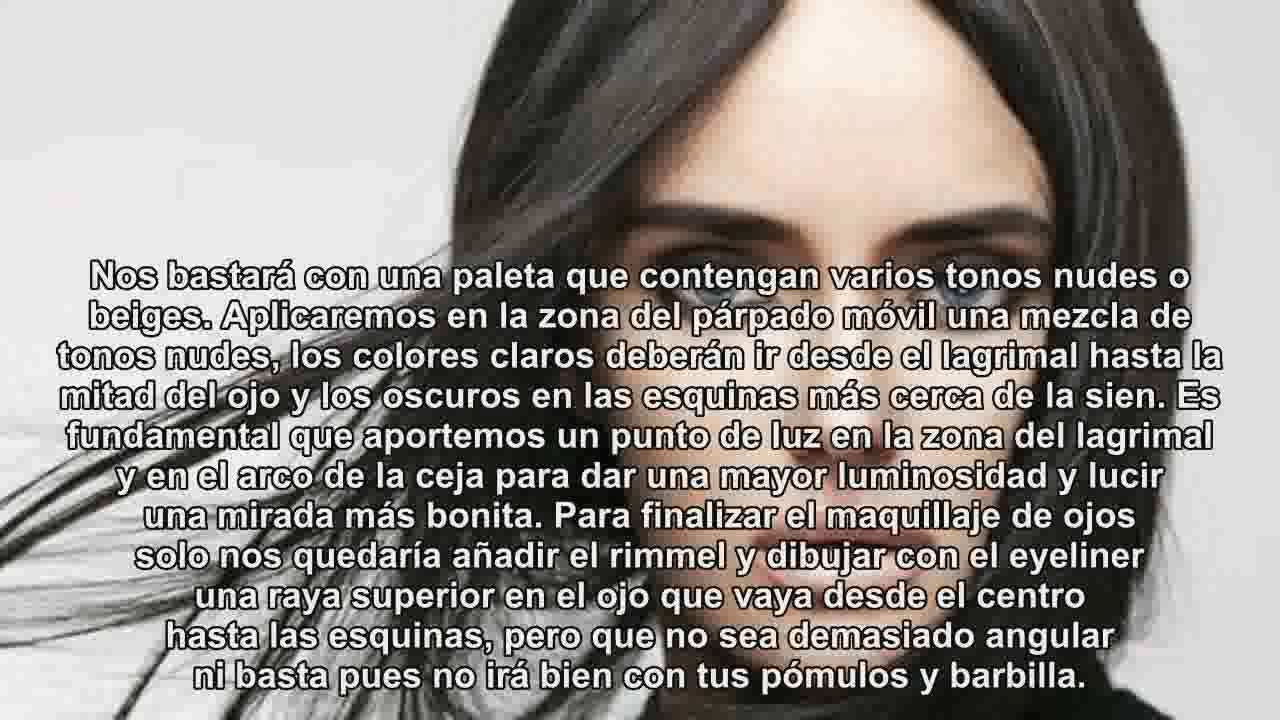 Nos bastará con una paleta que contengan varios tonos nudes o
beiges. Aplicaremos en la zona del párpado móvil una mezcla de
tonos nudes, los colores claros deberán ir desde el lagrimal hasta la
mitad del ojo y los oscuros en las esquinas más cerca de la sien. Es
fundamental que aportemos un punto de luz en la zona del lagrimal
y en el arco de la ceja para dar una mayor luminosidad y lucir
una mirada más bonita. Para finalizar el maquillaje de ojos
solo nos quedaría añadir el rimmel y dibujar con el eyeliner
una raya superior en el ojo que vaya desde el centro
hasta las esquinas, pero que no sea demasiado angular
ni basta pues no irá bien con tus pómulos y barbilla.